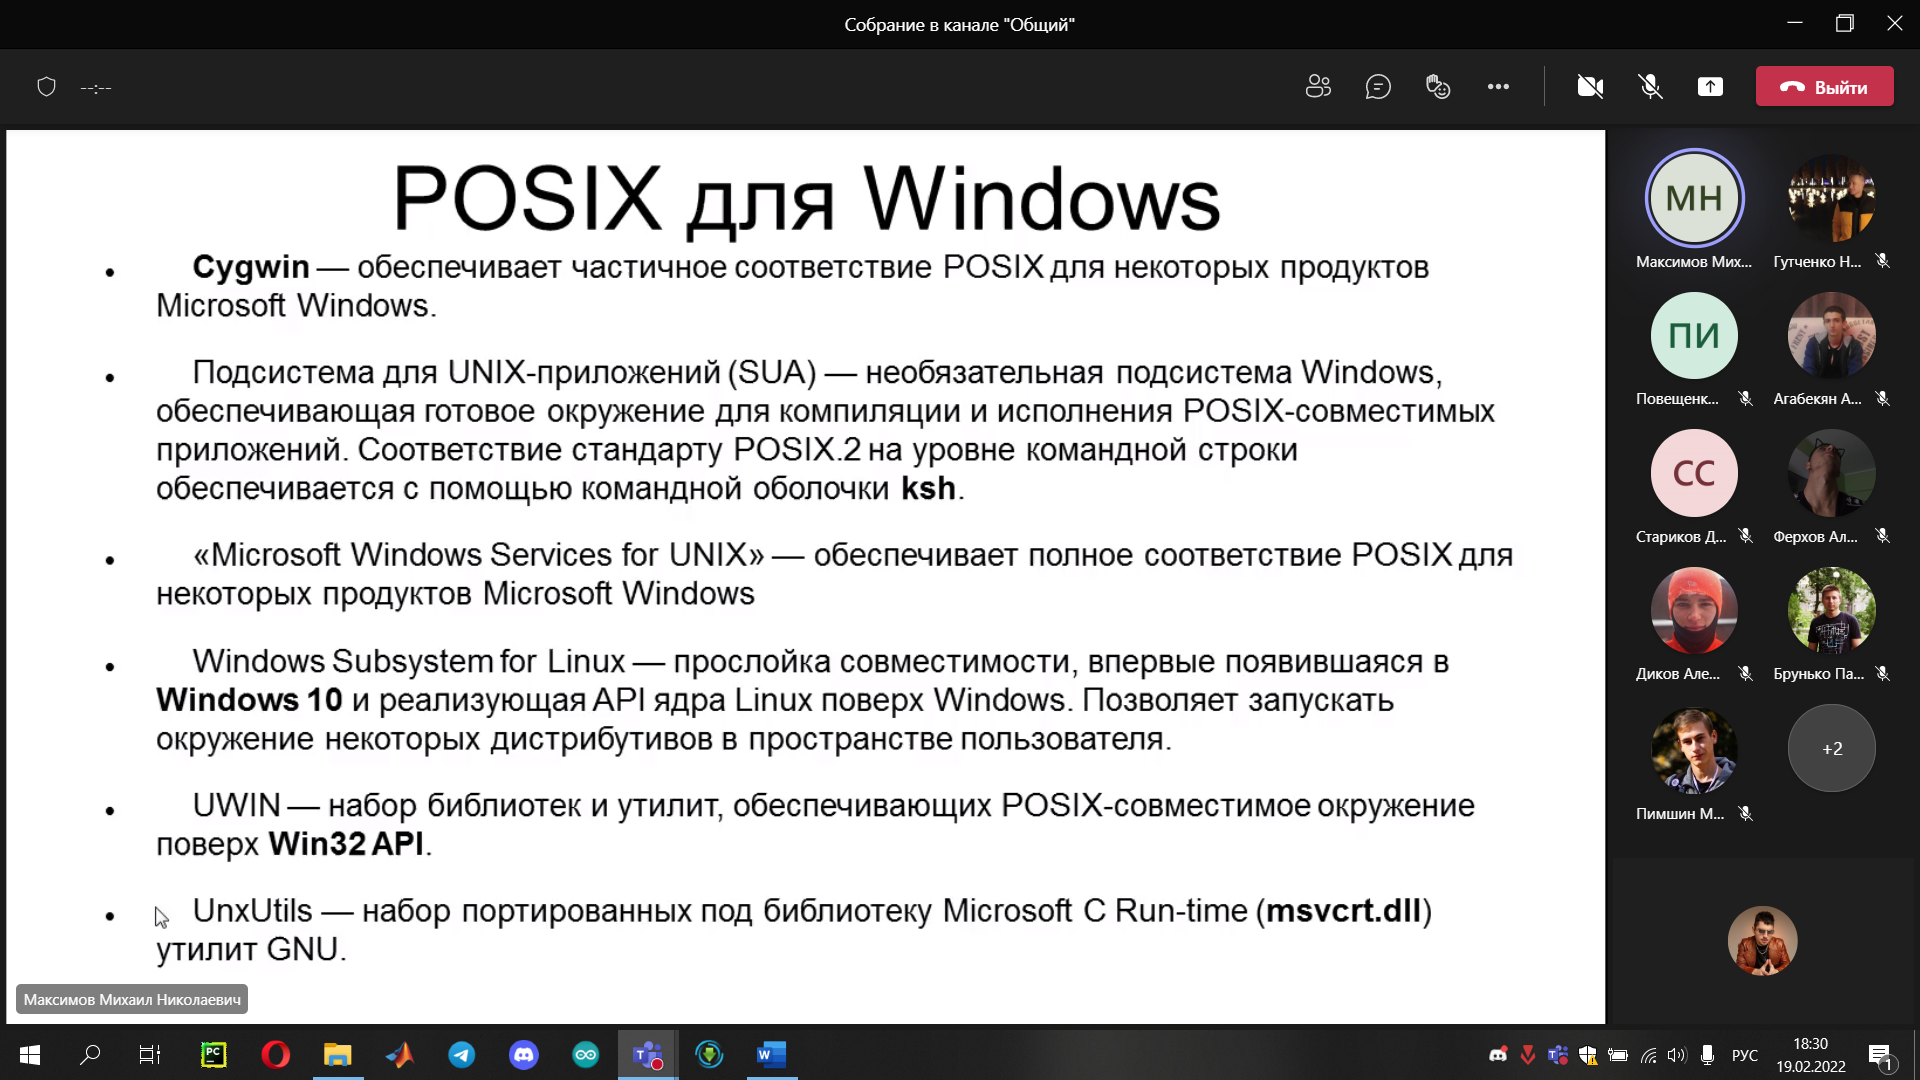 Собрание в канале "Общий"
--:--
Выйти
POSIX для Windows
• Cygwin — обеспечивает частичное соответствие POSIX для некоторых продуктов
Microsoft Windows.
• Подсистема для UNIX-приложений (SUA) — необязательная подсистема Windows,
обеспечивающая готовое окружение для компиляции и исполнения POSIX-совместимых
приложений. Соответствие стандарту POSIX.2 на уровне командной строки
обеспечивается с помощью командной оболочки ksh.
• «Microsoft Windows Services for UNIX» — обеспечивает полное соответствие POSIX для
некоторых продуктов Microsoft Windows
• Windows Subsystem for Linux — прослойка совместимости, впервые появившаяся в
Windows 10 и реализующая API ядра Linux поверх Windows. Позволяет запускать
окружение некоторых дистрибутивов в пространстве пользователя.
• UWIN — набор библиотек и утилит, обеспечивающих POSIX-совместимое окружение
поверх Win32 API.
• UnxUtils — набор портированных под библиотеку Microsoft C Run-time (msvcrt.dll)
утилит GNU.
Максимов Михаил Николаевич
МН
Максимов Мих... Гутченко Н...
ПИ
Повещенк... Агабекян А...
СС
Стариков Д... Ферхов Ал...
Диков Але... Брунько Па...
+2
Пимшин М...
PC
W
РУС
18:30
19.02.2022
1